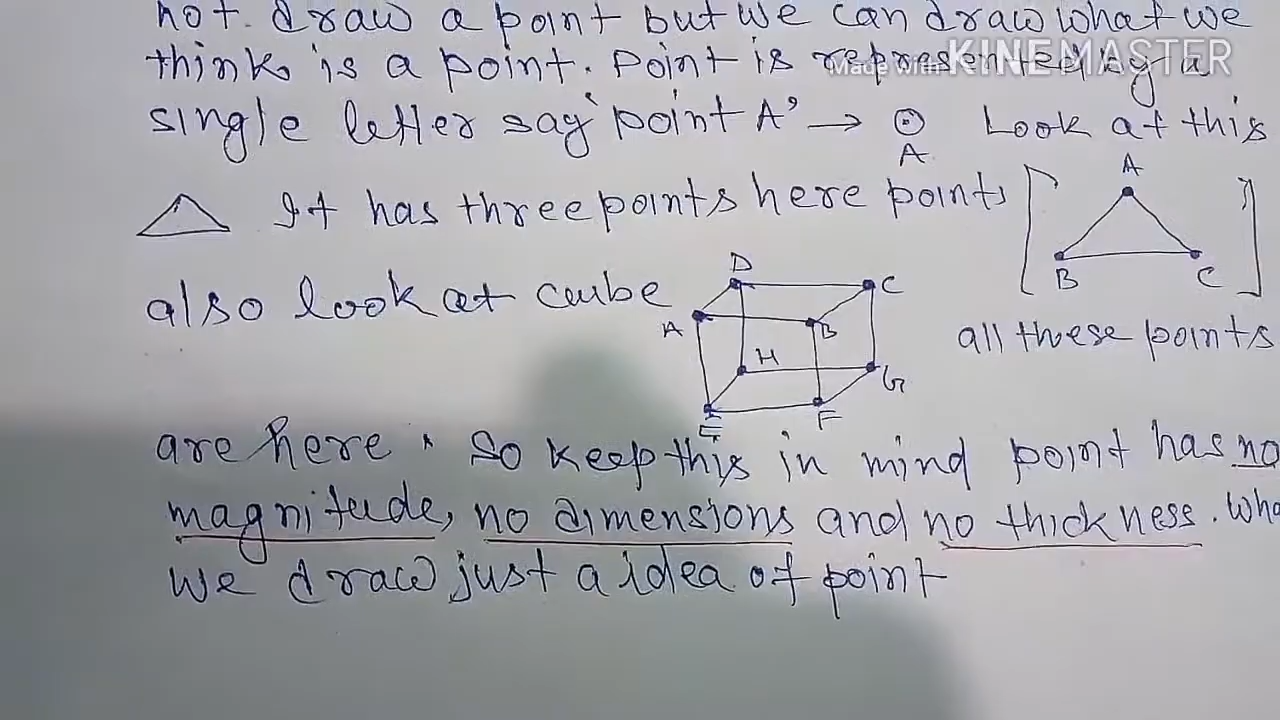 not draw a point but we can draw what we
think is a point. Point is represented by a
Made with KINEMASTER
single letter say 'point A' → A Look at this
It has three points here points
A
B C
also look at cube
D C
A B
H G
E F
all these points
are here. So keep this in mind point has no
magnitude, no dimensions and no thickness. Wha
we draw just a idea of point